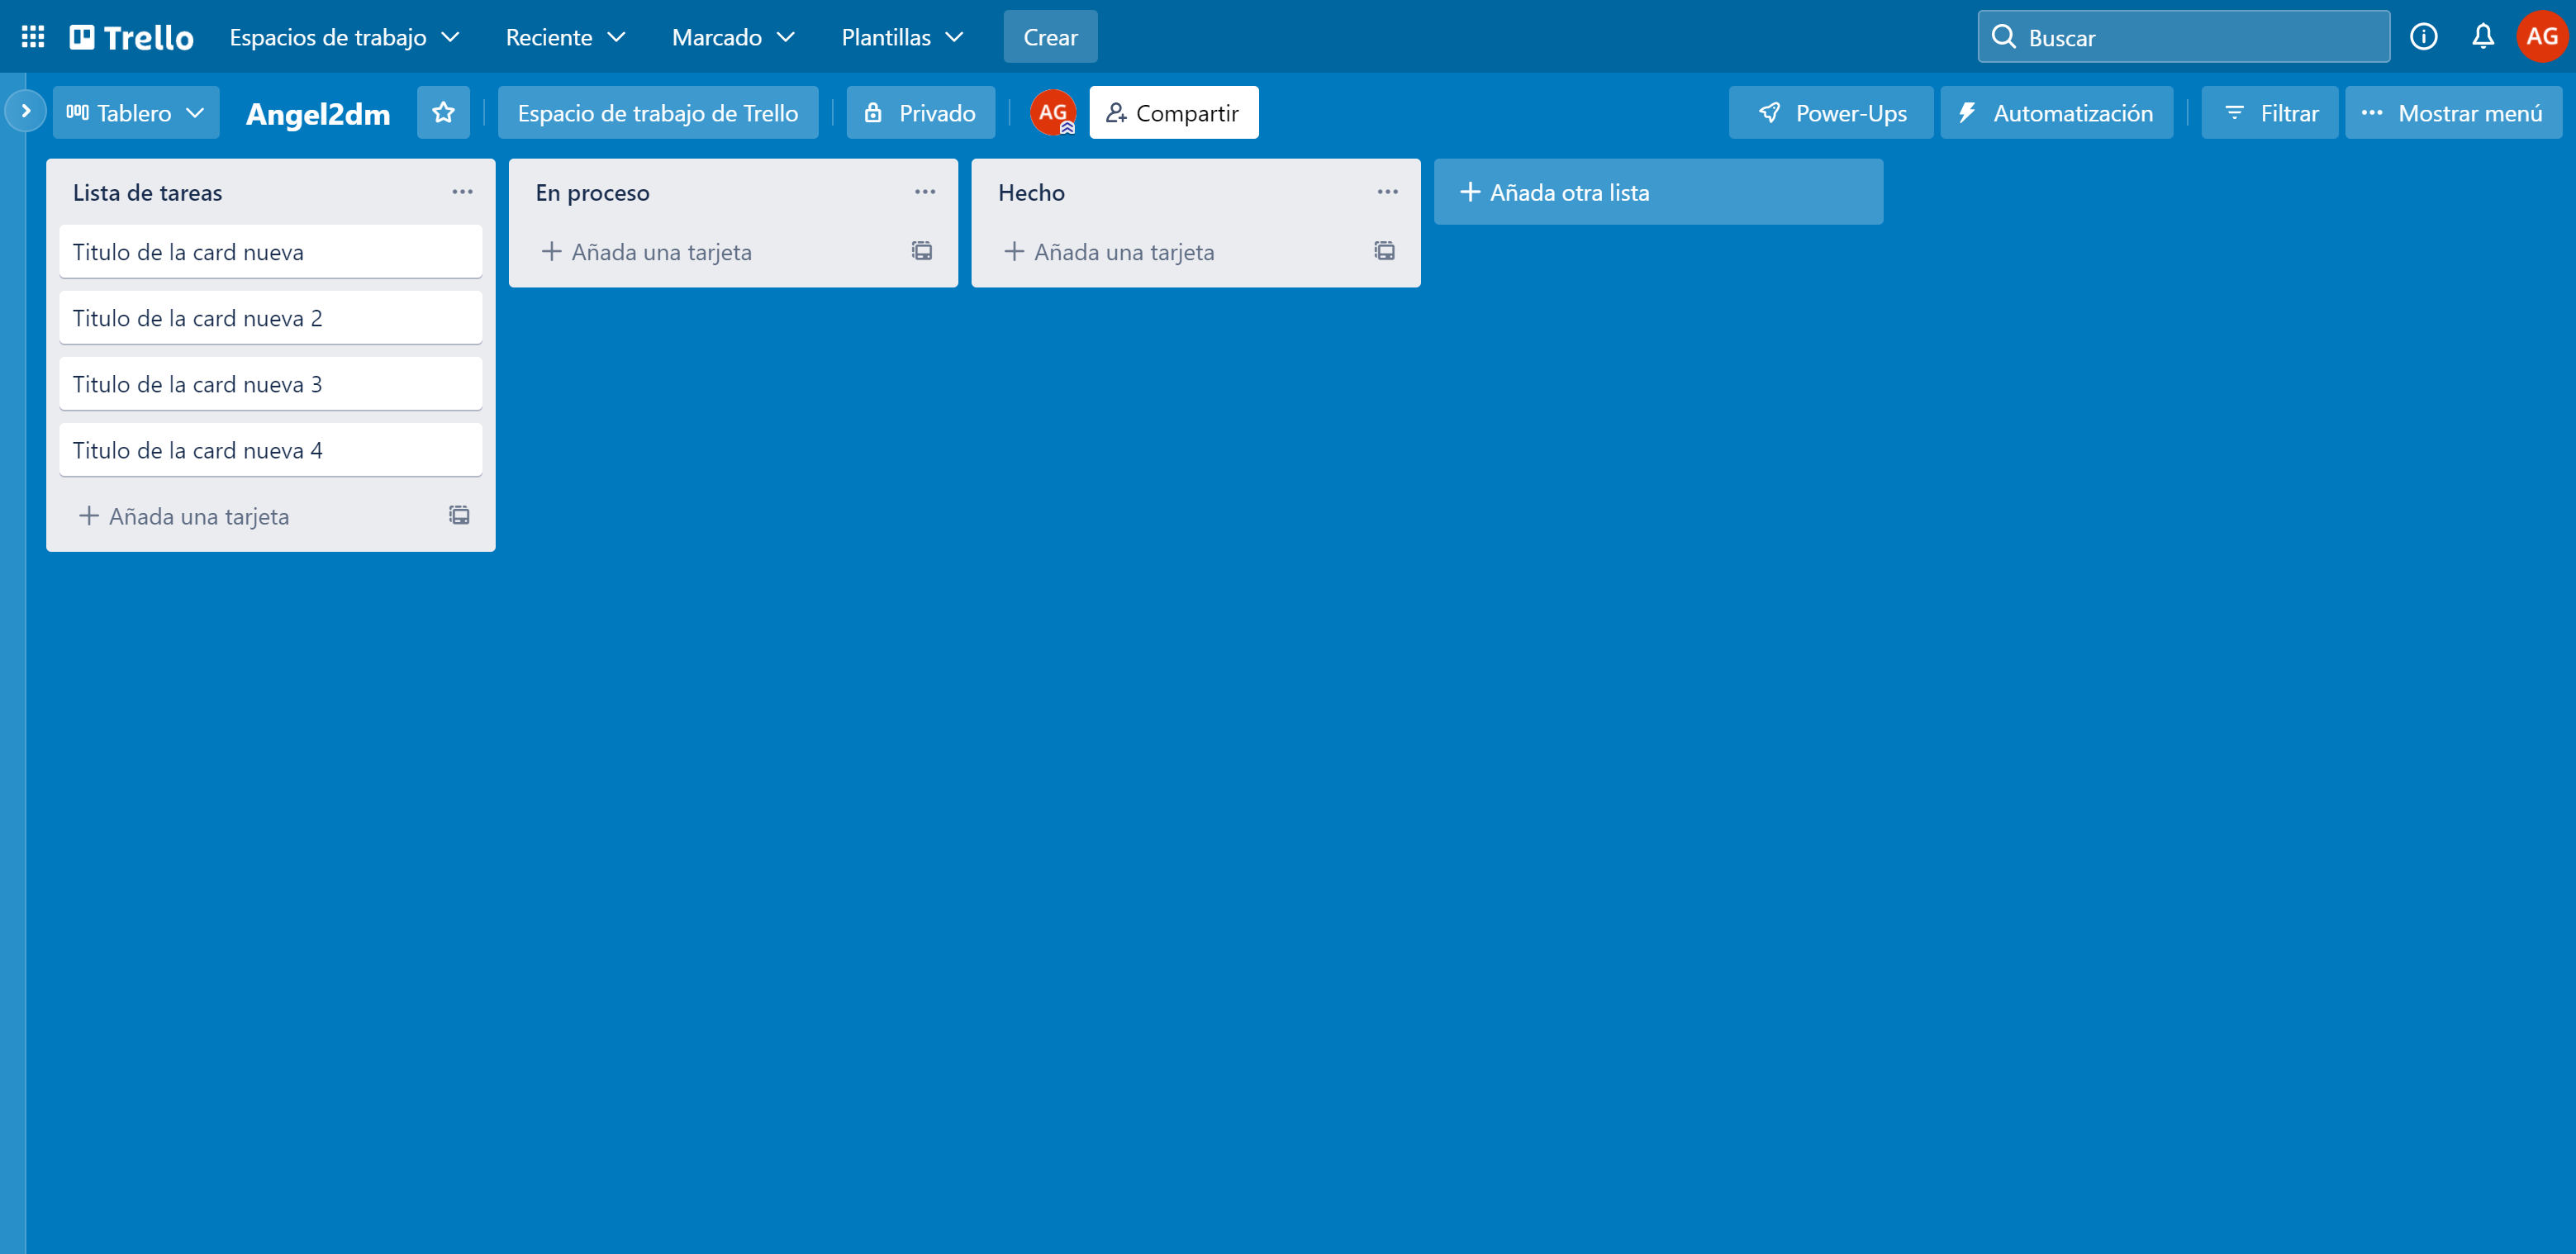 Trello Espacios de trabajo Reciente Marcado Plantillas Crear Buscar AG
Tablero Angel2dm Espacio de trabajo de Trello Privado AG Compartir Power-Ups Automatización Filtrar Mostrar menú
Lista de tareas
Titulo de la card nueva
Titulo de la card nueva 2
Titulo de la card nueva 3
Titulo de la card nueva 4
Añada una tarjeta
En proceso
Añada una tarjeta
Hecho
Añada una tarjeta
Añada otra lista